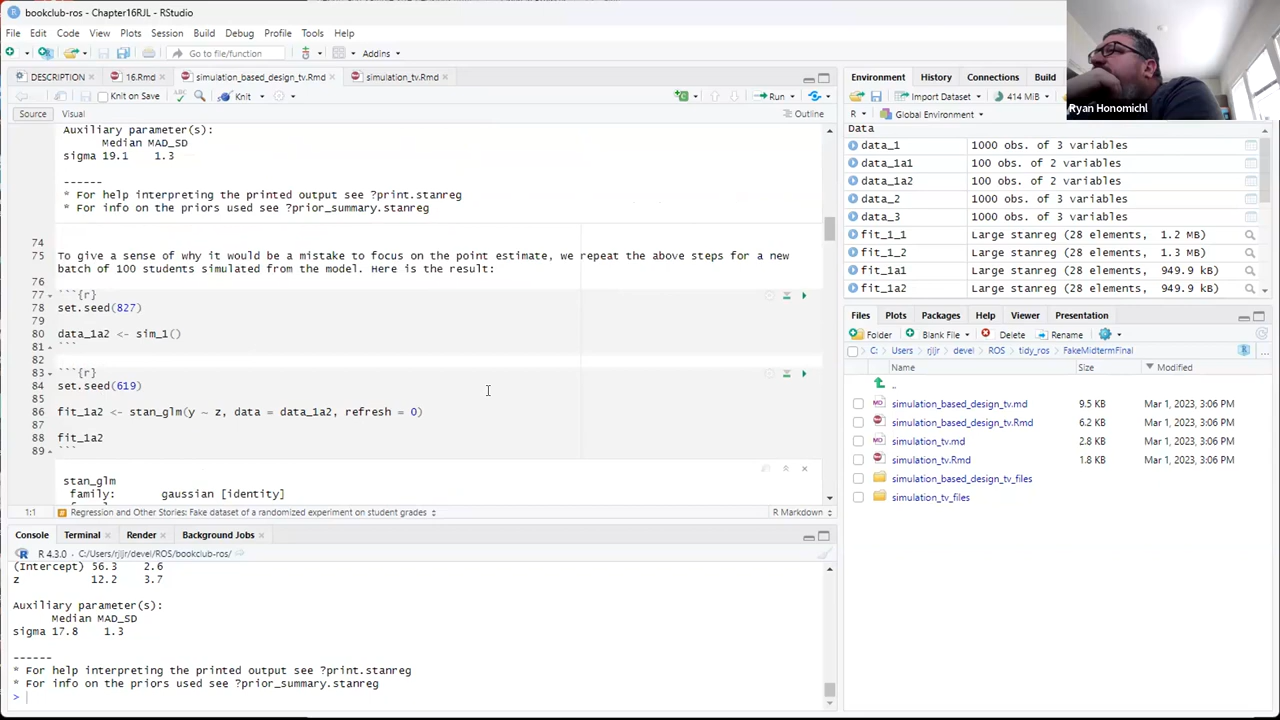 bookclub-ros - Chapter16RJL - RStudio
File Edit Code View Plots Session Build Debug Profile Tools Help
Go to file/function Addins
DESCRIPTION 16.Rmd simulation_based_design_tv.Rmd simulation_tv.Rmd
Knit on Save ABC Knit Run
Source Visual Outline
Auxiliary parameter(s):
Median MAD_SD
sigma 19.1 1.3
------
* For help interpreting the printed output see ?print.stanreg
* For info on the priors used see ?prior_summary.stanreg
74
75 To give a sense of why it would be a mistake to focus on the point estimate, we repeat the above steps for a new
batch of 100 students simulated from the model. Here is the result:
76
77 ```{r}
78 set.seed(827)
79
80 data_1a2 <- sim_1()
81 ```
82
83 ```{r}
84 set.seed(619)
85
86 fit_1a2 <- stan_glm(y ~ z, data = data_1a2, refresh = 0)
87
88 fit_1a2
89 ```
stan_glm
family: gaussian [identity]
1:1 Regression and Other Stories: Fake dataset of a randomized experiment on student grades R Markdown
Console Terminal Render Background Jobs
R 4.3.0 · C:/Users/rjljr/devel/ROS/bookclub-ros/
(Intercept) 56.3 2.6
z 12.2 3.7
Auxiliary parameter(s):
Median MAD_SD
sigma 17.8 1.3
------
* For help interpreting the printed output see ?print.stanreg
* For info on the priors used see ?prior_summary.stanreg
>
Environment History Connections Build
Import Dataset 414 MiB
R Global Environment
Data
data_1 1000 obs. of 3 variables
data_1a1 100 obs. of 2 variables
data_1a2 100 obs. of 2 variables
data_2 1000 obs. of 3 variables
data_3 1000 obs. of 3 variables
fit_1_1 Large stanreg (28 elements, 1.2 MB)
fit_1_2 Large stanreg (28 elements, 1.3 MB)
fit_1a1 Large stanreg (28 elements, 949.9 kB)
fit_1a2 Large stanreg (28 elements, 949.9 kB)
Files Plots Packages Help Viewer Presentation
Folder Blank File Delete Rename
C: Users rjljr devel ROS tidy_ros FakeMidtermFinal ...
Name Size Modified
..
simulation_based_design_tv.md 9.5 KB Mar 1, 2023, 3:06 PM
simulation_based_design_tv.Rmd 6.2 KB Mar 1, 2023, 3:06 PM
simulation_tv.md 2.8 KB Mar 1, 2023, 3:06 PM
simulation_tv.Rmd 1.8 KB Mar 1, 2023, 3:06 PM
simulation_based_design_tv_files
simulation_tv_files
Ryan Honomichl